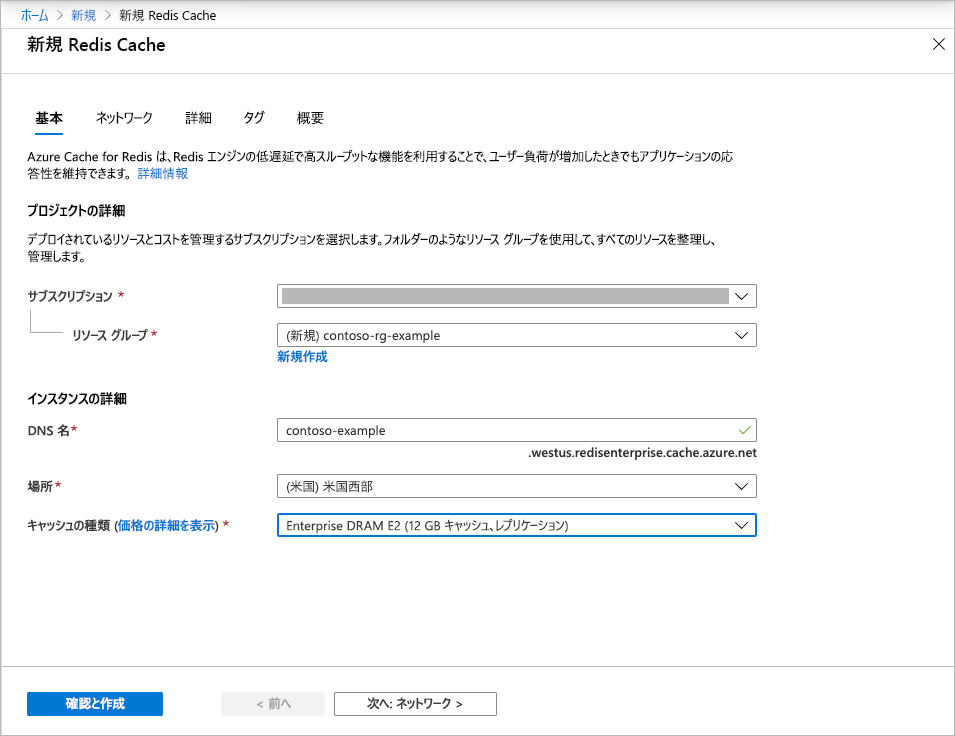 ホーム > 新規 > 新規 Redis Cache
新規 Redis Cache
基本 ネットワーク 詳細 タグ 概要
Azure Cache for Redis は、Redis エンジンの低遅延で高スループットな機能を利用することで、ユーザー負荷が増加したときでもアプリケーションの応
答性を維持できます。 詳細情報
プロジェクトの詳細
デプロイされているリソースとコストを管理するサブスクリプションを選択します。フォルダーのようなリソース グループを使用して、すべてのリソースを整理し、
管理します。
サブスクリプション *
リソース グループ * (新規) contoso-rg-example
新規作成
インスタンスの詳細
DNS 名* contoso-example
.westus.redisenterprise.cache.azure.net
場所* (米国) 米国西部
キャッシュの種類 (価格の詳細を表示) * Enterprise DRAM E2 (12 GB キャッシュ、レプリケーション)
確認と作成 < 前へ 次へ: ネットワーク >